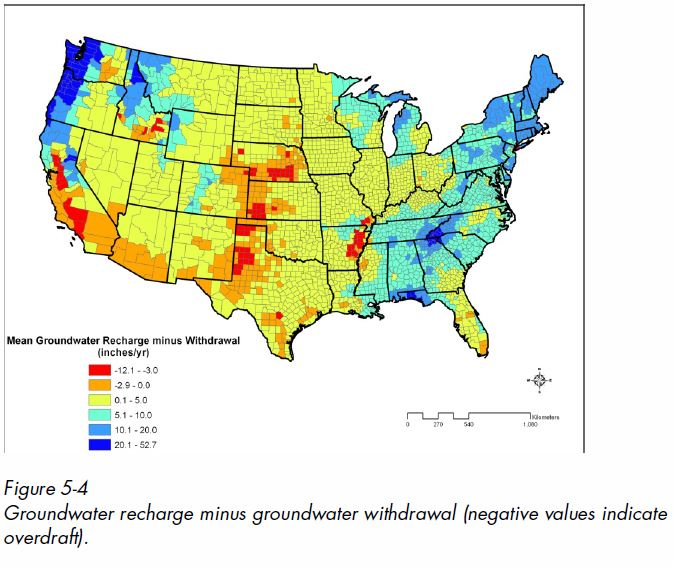 Mean Groundwater Recharge minus Withdrawal
(inches/yr)
-12.1 - -3.0
-2.9 - 0.0
0.1 - 5.0
5.1 - 10.0
10.1 - 20.0
20.1 - 52.7
Kilometers
0 270 540 1,080
Figure 5-4
Groundwater recharge minus groundwater withdrawal (negative values indicate
overdraft).